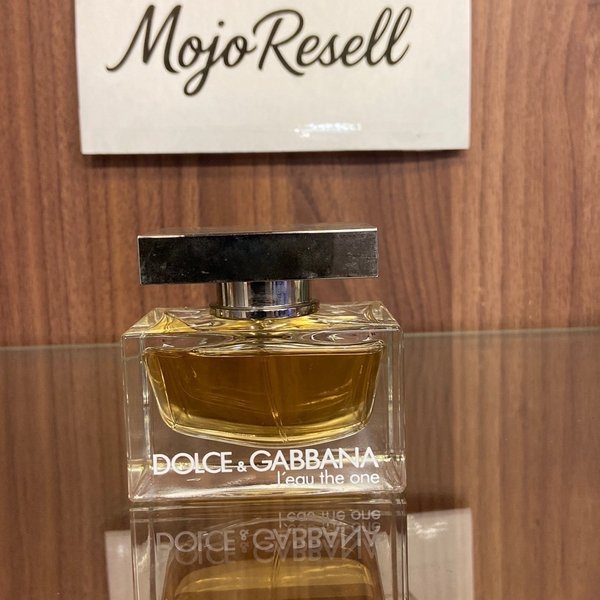 MojoResell
DOLCE & GABBANA
l'eau the one